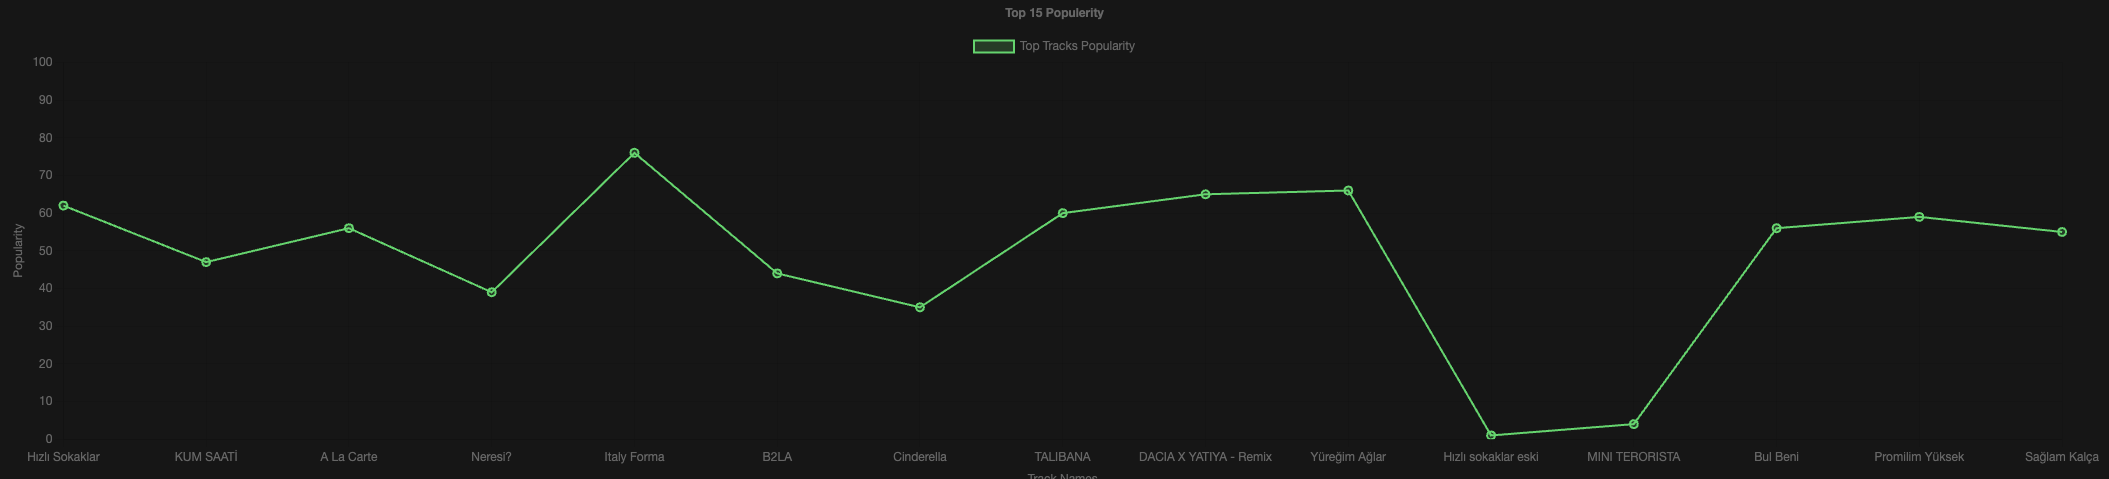 Top 15 Populerity
Top Tracks Popularity
100
90
80
70
60
50
40
30
20
10
0
Popularity
Hızlı Sokaklar KUM SAATİ A La Carte Neresi? Italy Forma B2LA Cinderella TALIBANA DACIA X YATIYA - Remix Yüreğim Ağlar Hızlı sokaklar eski MINI TERORISTA Bul Beni Promilim Yüksek Sağlam Kalça
Track Names